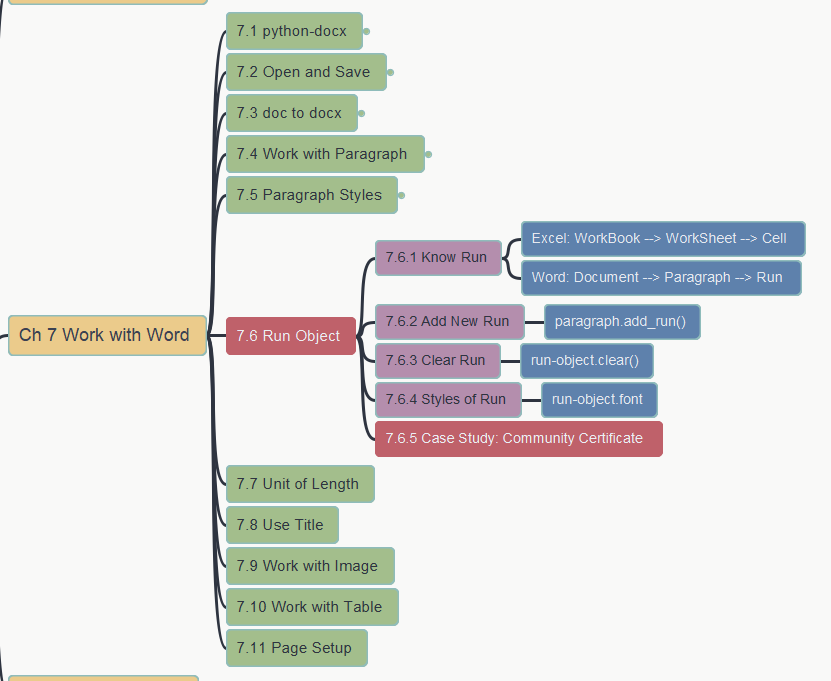 7.1 python-docx
7.2 Open and Save
7.3 doc to docx
7.4 Work with Paragraph
7.5 Paragraph Styles
Ch 7 Work with Word
7.6 Run Object
7.6.1 Know Run
Excel: WorkBook --> WorkSheet --> Cell
Word: Document --> Paragraph --> Run
7.6.2 Add New Run
paragraph.add_run()
7.6.3 Clear Run
run-object.clear()
7.6.4 Styles of Run
run-object.font
7.6.5 Case Study: Community Certificate
7.7 Unit of Length
7.8 Use Title
7.9 Work with Image
7.10 Work with Table
7.11 Page Setup